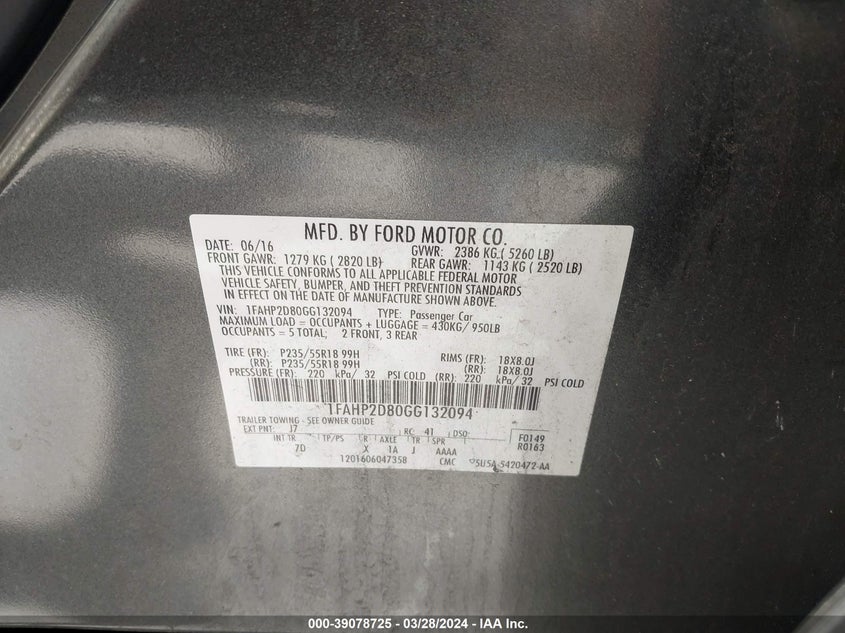 MFD. BY FORD MOTOR CO.
DATE: 06/16 GVWR: 2386 KG ( 5260 LB)
FRONT GAWR: 1279 KG ( 2820 LB) REAR GAWR: 1143 KG ( 2520 LB)
THIS VEHICLE CONFORMS TO ALL APPLICABLE FEDERAL MOTOR
VEHICLE SAFETY, BUMPER, AND THEFT PREVENTION STANDARDS
IN EFFECT ON THE DATE OF MANUFACTURE SHOWN ABOVE.
VIN: 1FAHP2D80GG132094 TYPE: Passenger Car
MAXIMUM LOAD = OCCUPANTS + LUGGAGE = 430KG/ 950LB
OCCUPANTS = 5 TOTAL; 2 FRONT, 3 REAR
TIRE (FR): P235/55R18 99H RIMS (FR): 18X8.0J
(RR): P235/55R18 99H (RR): 18X8.0J
PRESSURE (FR): 220 kPa/ 32 PSI COLD (RR): 220 kPa/ 32 PSI COLD
1FAHP2D80GG132094
TRAILER TOWING - SEE OWNER GUIDE
EXT PNT: J7 RC: 41 DSO: F0149
INT TR TP/PS R AXLE TR SPR R0163
7D X 1A J AAAA
1201606047358 CMC 5U5A-5420472-AA
000-39078725 - 03/28/2024 - IAAI.COM